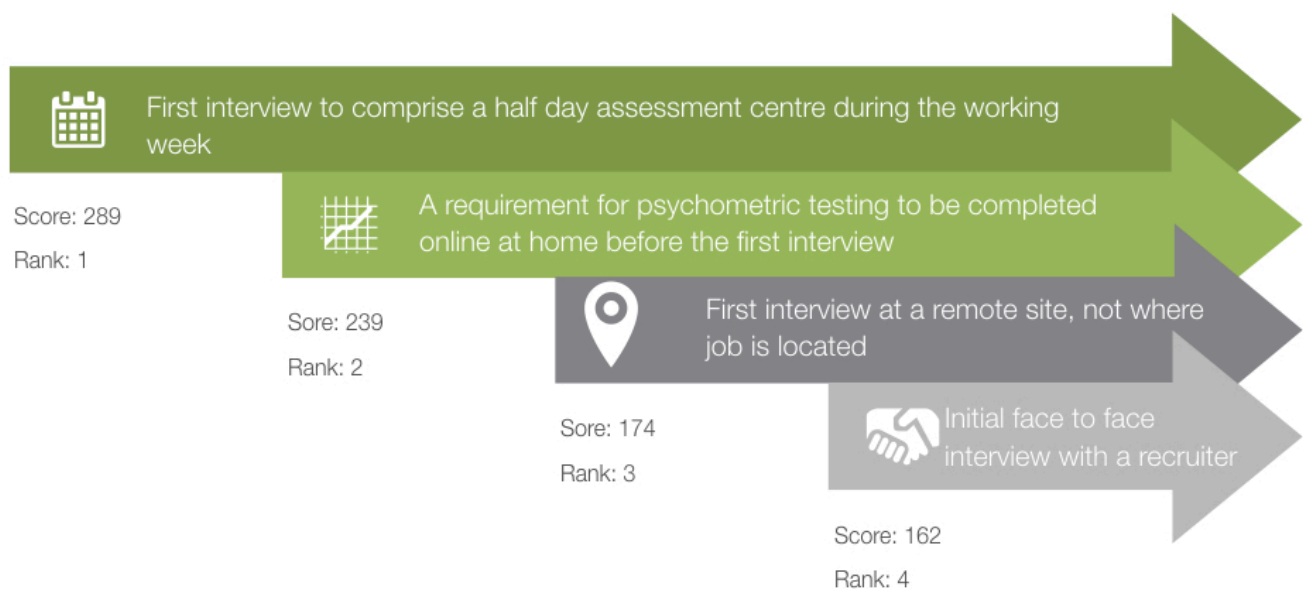 First interview to comprise a half day assessment centre during the working
week
Score: 289
Rank: 1
A requirement for psychometric testing to be completed
online at home before the first interview
Sore: 239
Rank: 2
First interview at a remote site, not where
job is located
Sore: 174
Rank: 3
Initial face to face
interview with a recruiter
Score: 162
Rank: 4